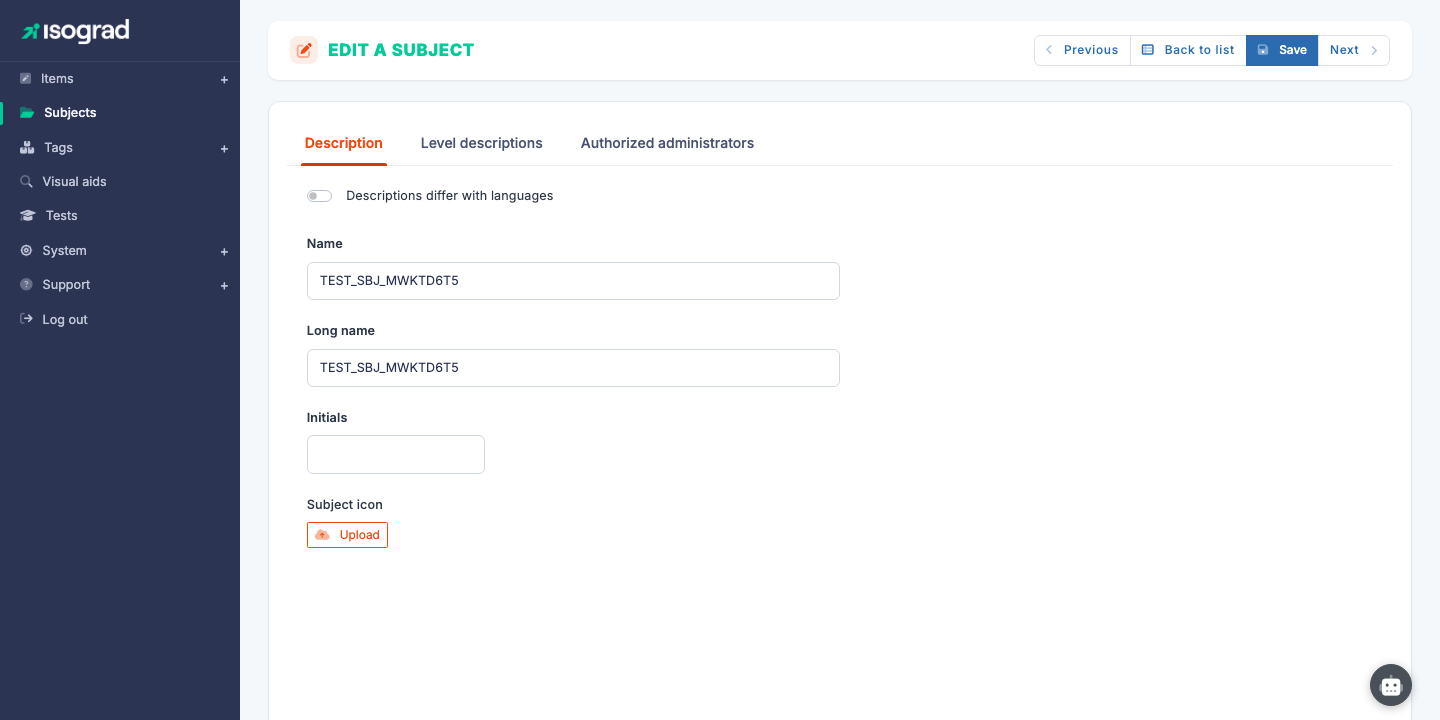 isograd
Items +
Subjects
Tags +
Visual aids
Tests
System +
Support +
Log out
EDIT A SUBJECT
Previous
Back to list
Save
Next
Description
Level descriptions
Authorized administrators
Descriptions differ with languages
Name
TEST_SBJ_MWKTD6T5
Long name
TEST_SBJ_MWKTD6T5
Initials
Subject icon
Upload